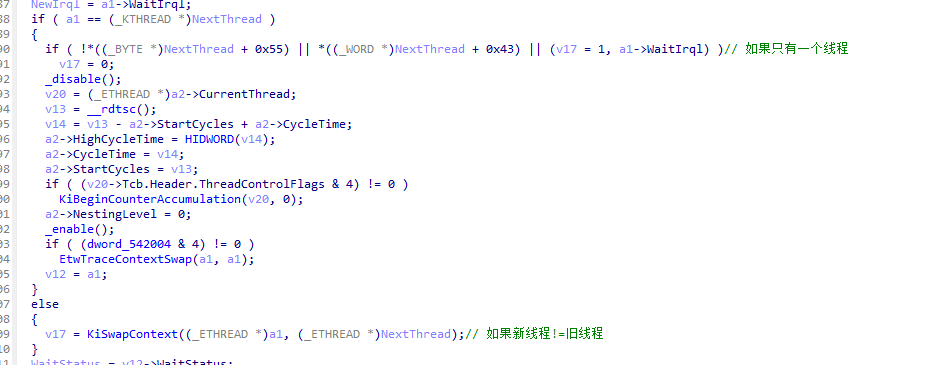 87 NewIrql = a1->WaitIrql;
88 if ( a1 == (_KTHREAD *)NextThread )
89 {
90 if ( !*((_BYTE *)NextThread + 0x55) || *((_WORD *)NextThread + 0x43) || (v17 = 1, a1->WaitIrql) )// 如果只有一个线程
91 v17 = 0;
92 _disable();
93 v20 = (_ETHREAD *)a2->CurrentThread;
94 v13 = __rdtsc();
95 v14 = v13 - a2->StartCycles + a2->CycleTime;
96 a2->HighCycleTime = HIDWORD(v14);
97 a2->CycleTime = v14;
98 a2->StartCycles = v13;
99 if ( (v20->Tcb.Header.ThreadControlFlags & 4) != 0 )
00 KiBeginCounterAccumulation(v20, 0);
01 a2->NestingLevel = 0;
02 _enable();
03 if ( (dword_542004 & 4) != 0 )
04 EtwTraceContextSwap(a1, a1);
05 v12 = a1;
06 }
07 else
08 {
09 v17 = KiSwapContext((_ETHREAD *)a1, (_ETHREAD *)NextThread);// 如果新线程!=旧线程
10 }
11 WaitStatus = v12->WaitStatus;